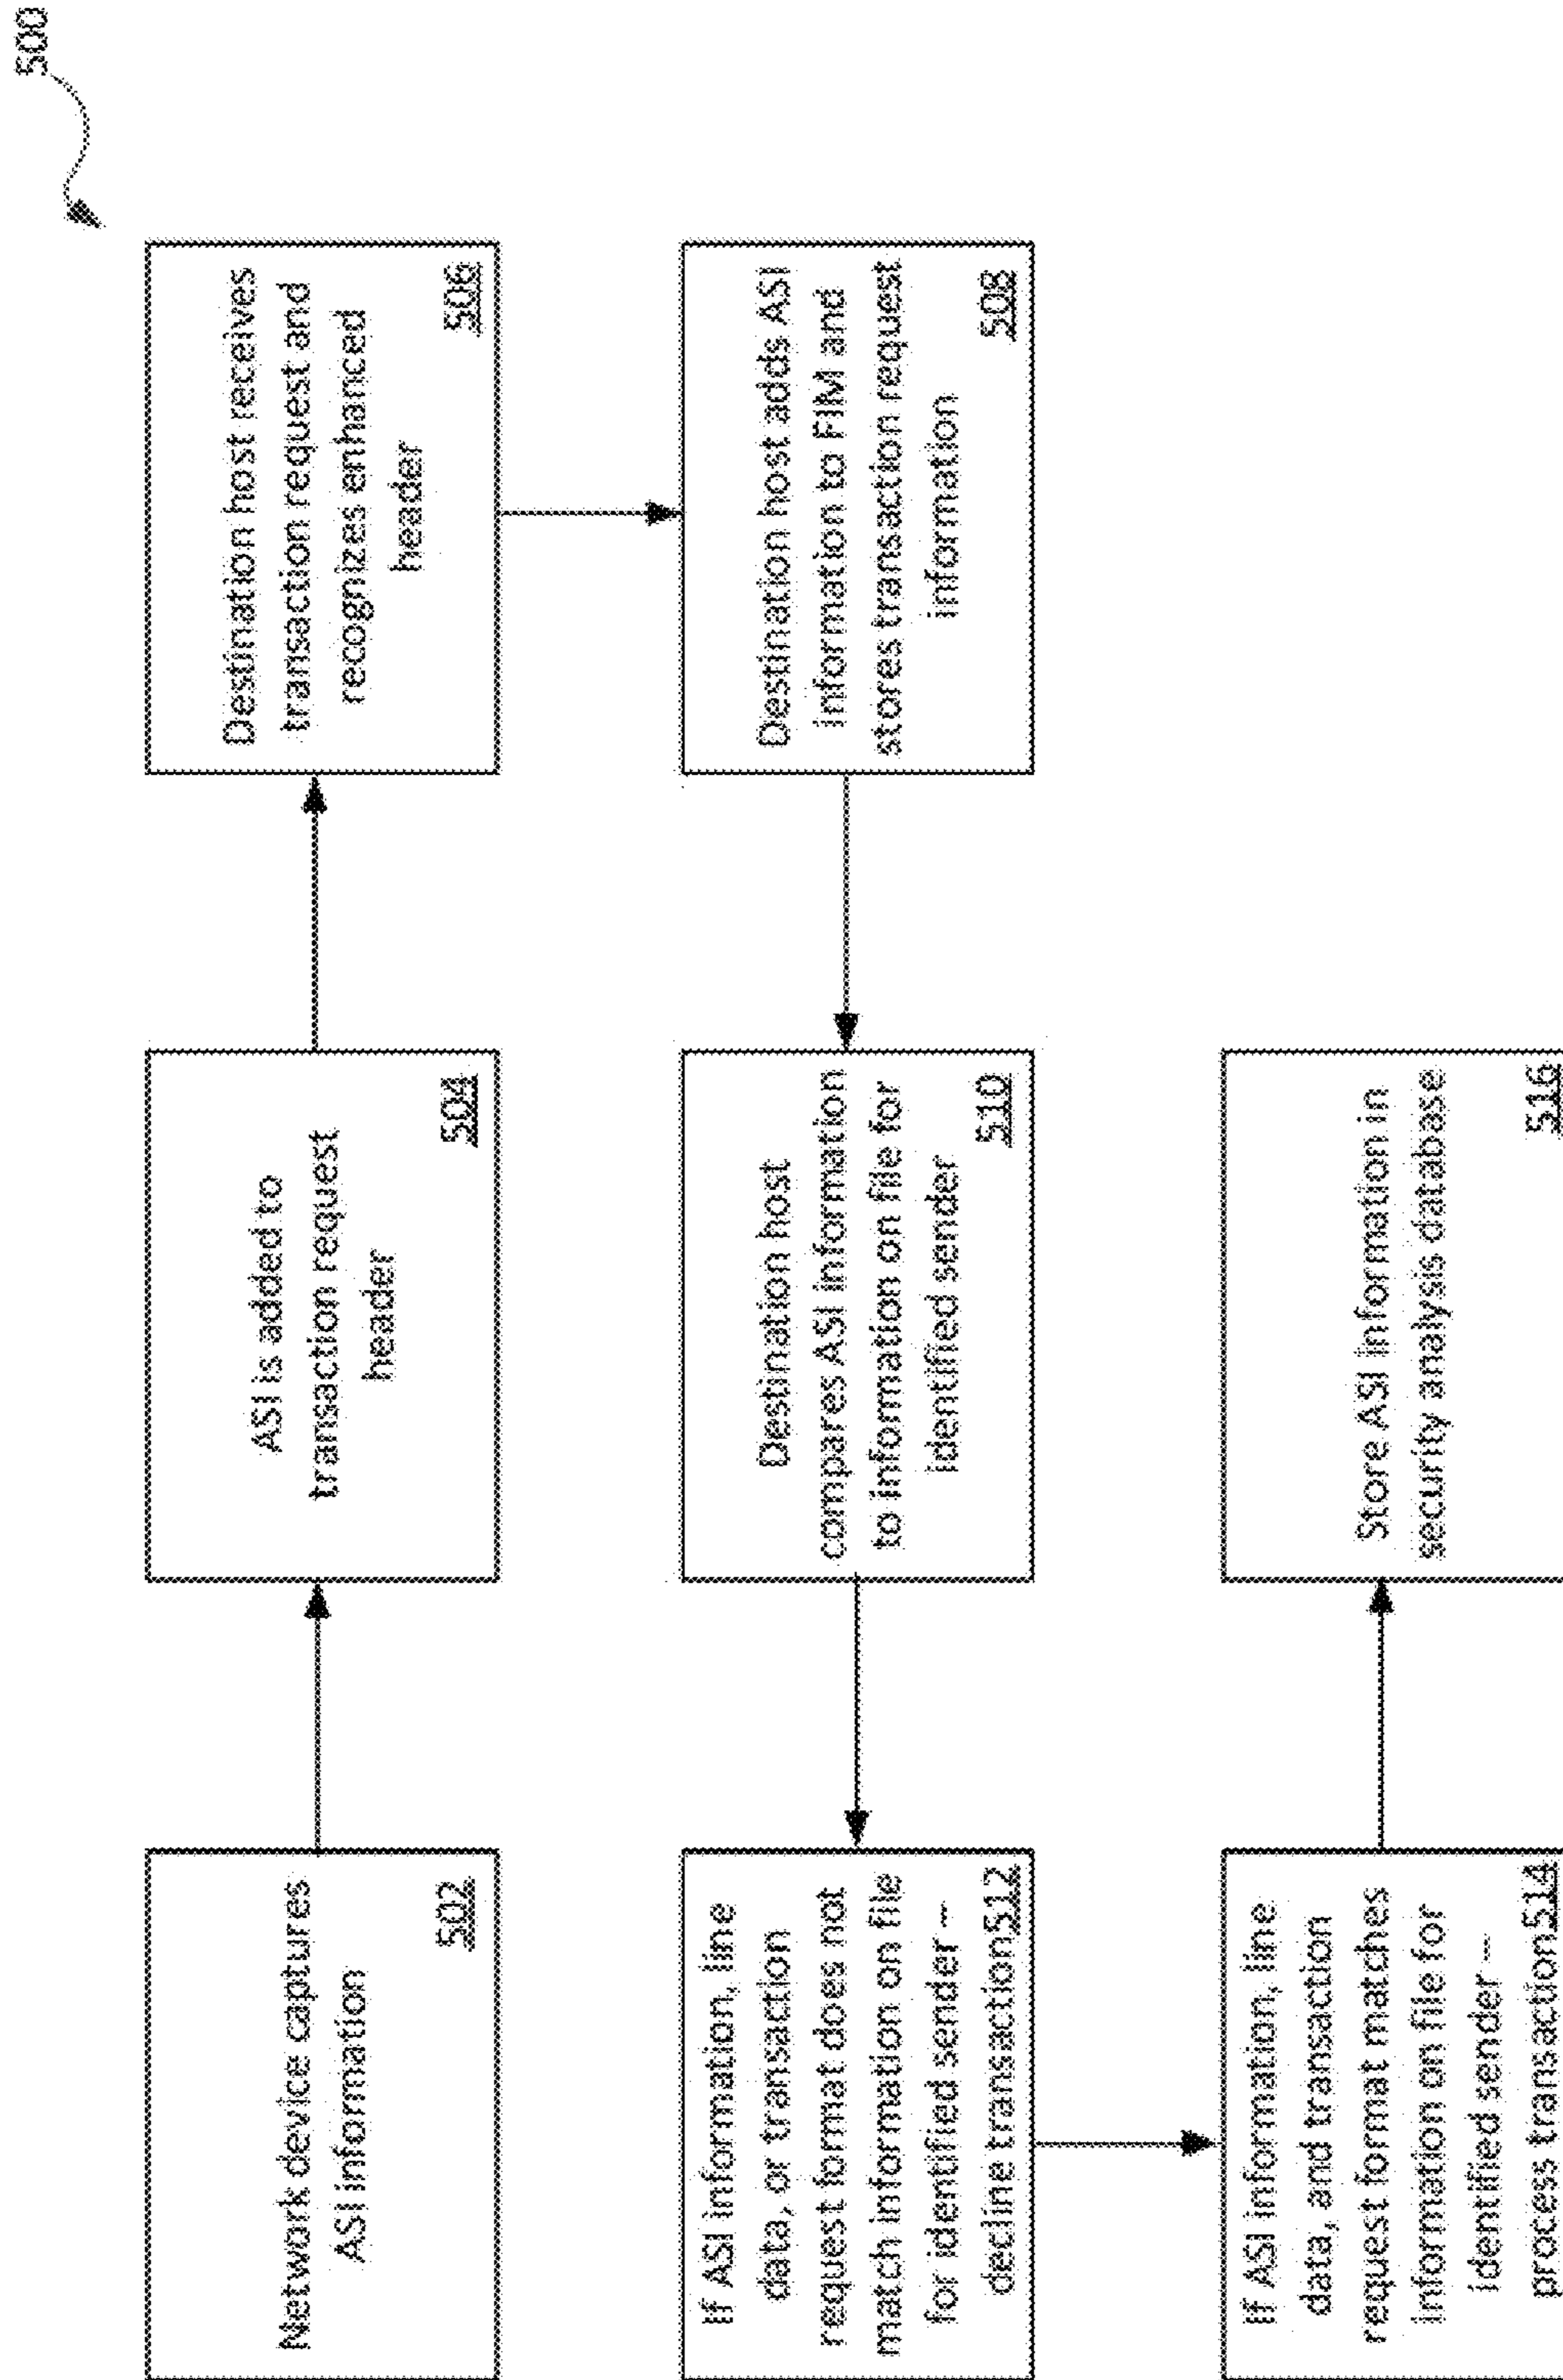 500
Network device captures
ASI information
502
ASI is added to
transaction request
header
504
Destination host receives
transaction request and
recognizes enhanced
header
506
Destination host adds ASI
information to FIM and
stores transaction request
information
508
Destination host
compares ASI information
to information on file for
identified sender
510
If ASI information, line
data, or transaction
request format does not
match information on file
for identified sender –
decline transaction512
If ASI information, line
data, and transaction
request format matches
information on file for
identified sender –
process transaction514
Store ASI information in
security analysis database
516